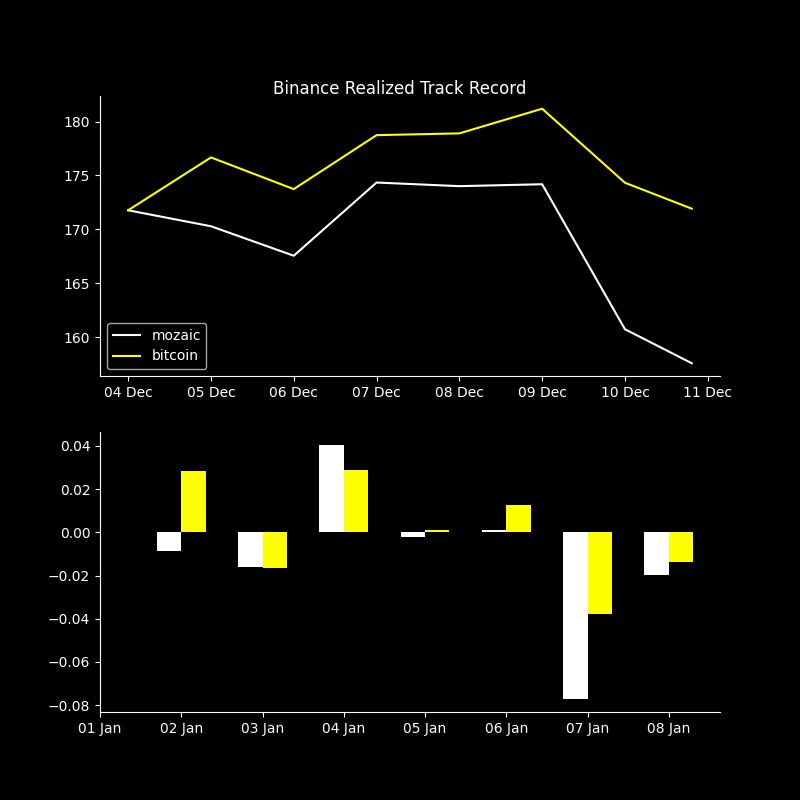 Binance Realized Track Record
180
175
170
165
160
mozaic
bitcoin
04 Dec 05 Dec 06 Dec 07 Dec 08 Dec 09 Dec 10 Dec 11 Dec
0.04
0.02
0.00
−0.02
−0.04
−0.06
−0.08
01 Jan 02 Jan 03 Jan 04 Jan 05 Jan 06 Jan 07 Jan 08 Jan